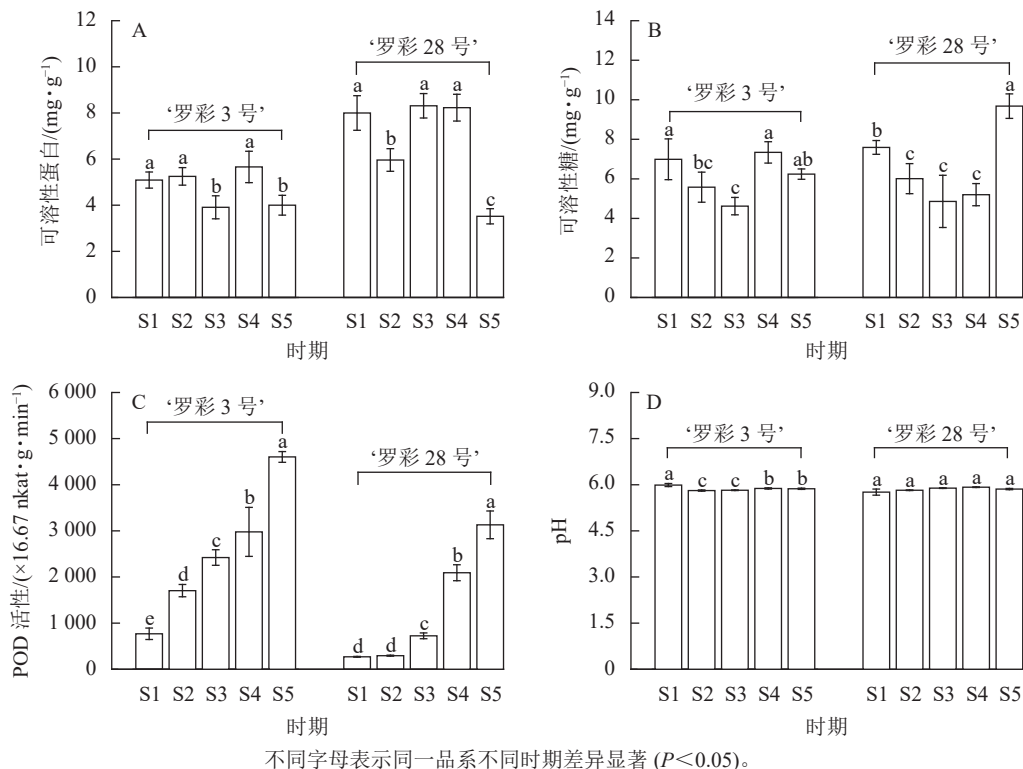 A
‘罗彩 3 号’
‘罗彩 28 号’
可溶性蛋白/(mg•g⁻¹)
12
10
8
6
4
2
0
a a b a b
a b a a c
S1 S2 S3 S4 S5 S1 S2 S3 S4 S5
时期
B
‘罗彩 3 号’
‘罗彩 28 号’
可溶性糖/(mg•g⁻¹)
14
12
10
8
6
4
2
0
a bc c a ab
b c c c a
S1 S2 S3 S4 S5 S1 S2 S3 S4 S5
时期
C
‘罗彩 3 号’
‘罗彩 28 号’
POD 活性/(×16.67 nkat•g•min⁻¹)
6 000
5 000
4 000
3 000
2 000
1 000
0
e d c b a
d d c b a
S1 S2 S3 S4 S5 S1 S2 S3 S4 S5
时期
D
‘罗彩 3 号’
‘罗彩 28 号’
pH
9.0
7.5
6.0
4.5
3.0
1.5
0
a c c b b
a a a a a
S1 S2 S3 S4 S5 S1 S2 S3 S4 S5
时期
不同字母表示同一品系不同时期差异显著 (P＜0.05)。